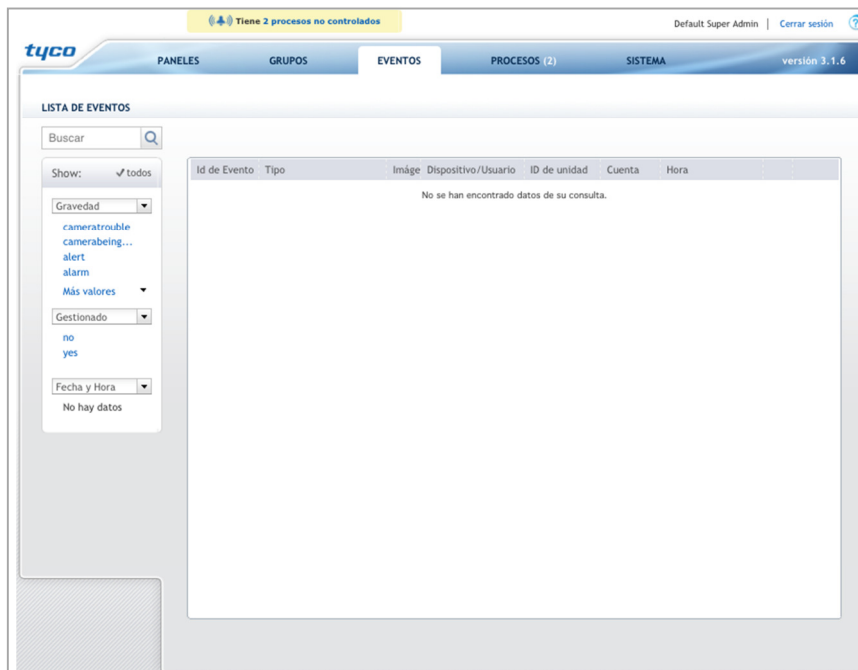 Tiene 2 procesos no controlados
Default Super Admin | Cerrar sesión ?
tyco
PANELES GRUPOS EVENTOS PROCESOS (2) SISTEMA versión 3.1.6
LISTA DE EVENTOS
Buscar
Show: todos
Id de Evento Tipo Imáge Dispositivo/Usuario ID de unidad Cuenta Hora
No se han encontrado datos de su consulta.
Gravedad
cameratrouble
camerabeing...
alert
alarm
Más valores
Gestionado
no
yes
Fecha y Hora
No hay datos